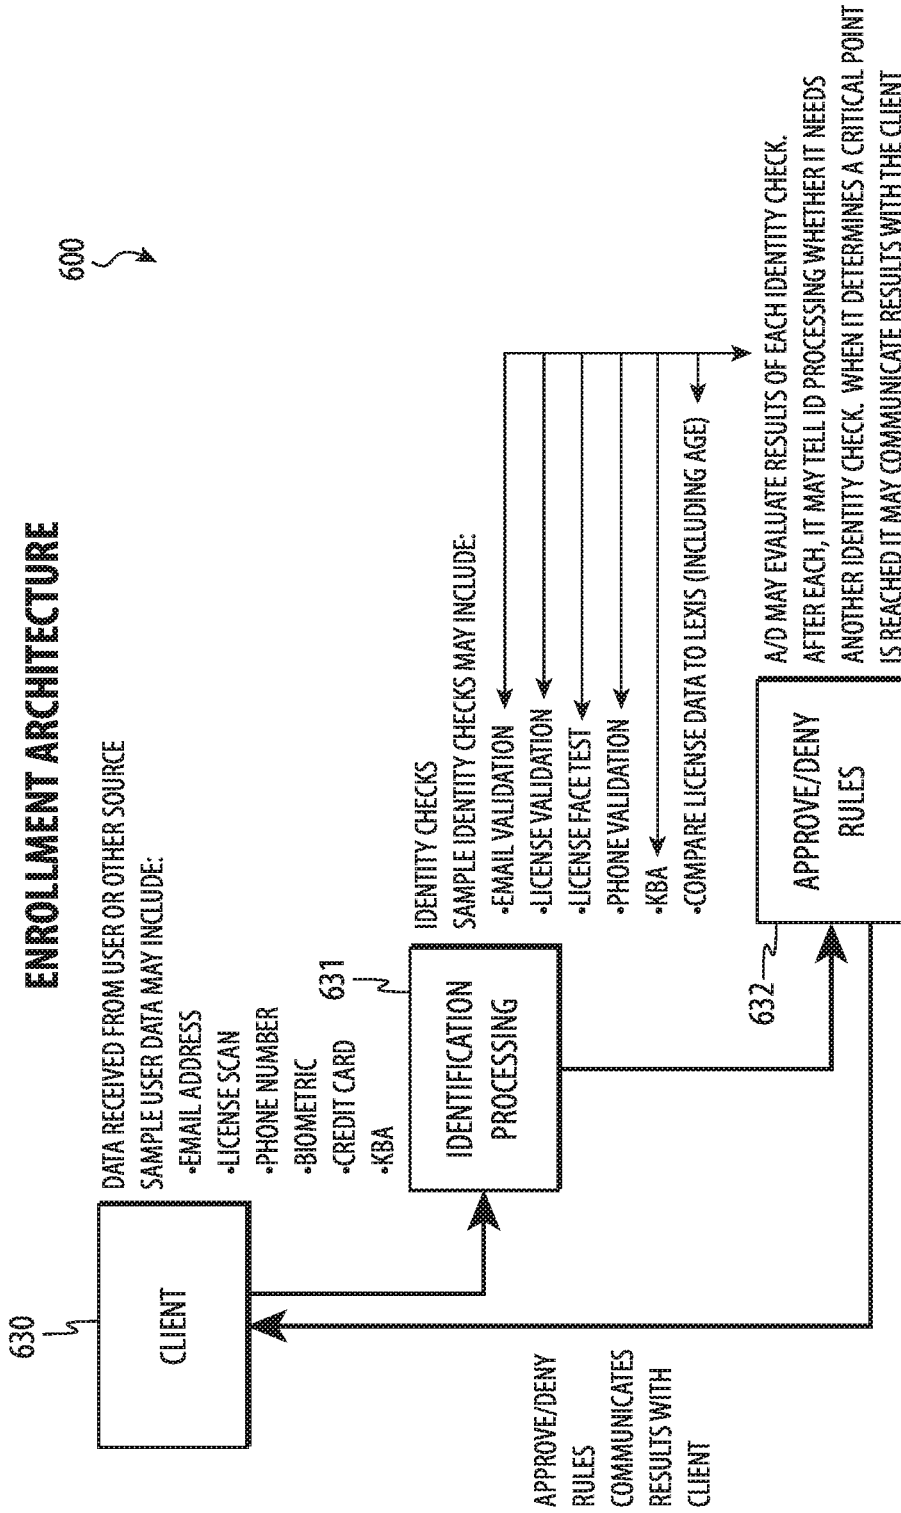 ENROLLMENT ARCHITECTURE
600
630
CLIENT
DATA RECEIVED FROM USER OR OTHER SOURCE
SAMPLE USER DATA MAY INCLUDE:
•EMAIL ADDRESS
•LICENSE SCAN
•PHONE NUMBER
•BIOMETRIC
•CREDIT CARD
•KBA
631
IDENTIFICATION
PROCESSING
IDENTITY CHECKS
SAMPLE IDENTITY CHECKS MAY INCLUDE:
•EMAIL VALIDATION
•LICENSE VALIDATION
•LICENSE FACE TEST
•PHONE VALIDATION
•KBA
•COMPARE LICENSE DATA TO LEXIS (INCLUDING AGE)
632
APPROVE/DENY
RULES
A/D MAY EVALUATE RESULTS OF EACH IDENTITY CHECK.
AFTER EACH, IT MAY TELL ID PROCESSING WHETHER IT NEEDS
ANOTHER IDENTITY CHECK. WHEN IT DETERMINES A CRITICAL POINT
IS REACHED IT MAY COMMUNICATE RESULTS WITH THE CLIENT
APPROVE/DENY
RULES
COMMUNICATES
RESULTS WITH
CLIENT